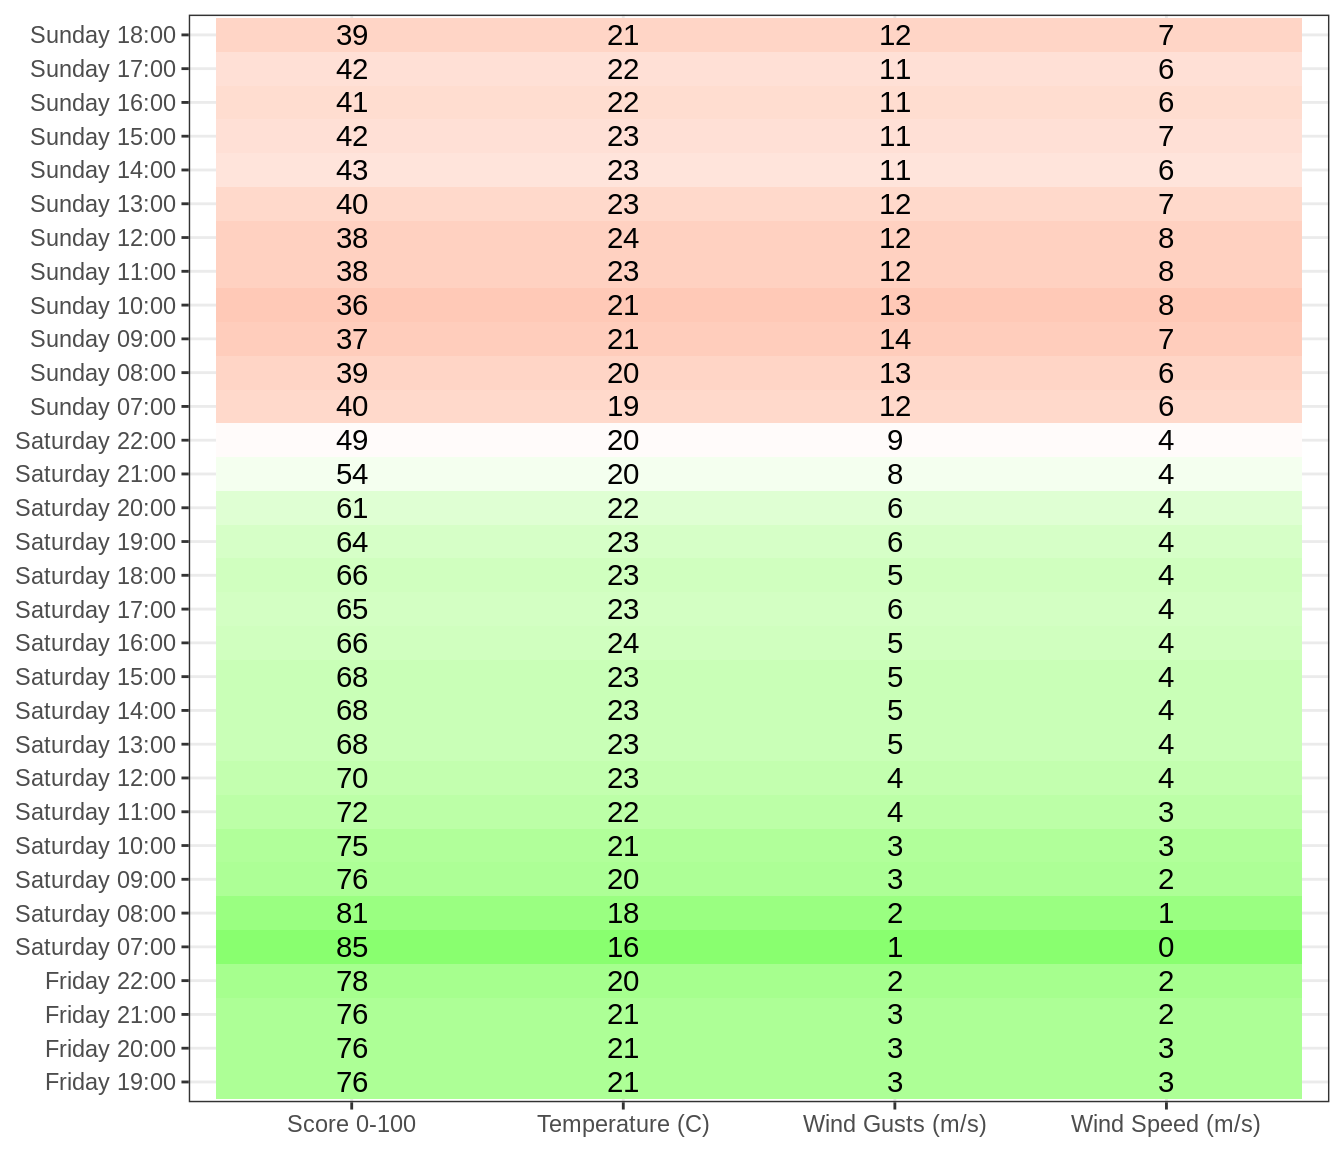 Sunday 18:00 39 21 12 7
Sunday 17:00 42 22 11 6
Sunday 16:00 41 22 11 6
Sunday 15:00 42 23 11 7
Sunday 14:00 43 23 11 6
Sunday 13:00 40 23 12 7
Sunday 12:00 38 24 12 8
Sunday 11:00 38 23 12 8
Sunday 10:00 36 21 13 8
Sunday 09:00 37 21 14 7
Sunday 08:00 39 20 13 6
Sunday 07:00 40 19 12 6
Saturday 22:00 49 20 9 4
Saturday 21:00 54 20 8 4
Saturday 20:00 61 22 6 4
Saturday 19:00 64 23 6 4
Saturday 18:00 66 23 5 4
Saturday 17:00 65 23 6 4
Saturday 16:00 66 24 5 4
Saturday 15:00 68 23 5 4
Saturday 14:00 68 23 5 4
Saturday 13:00 68 23 5 4
Saturday 12:00 70 23 4 4
Saturday 11:00 72 22 4 3
Saturday 10:00 75 21 3 3
Saturday 09:00 76 20 3 2
Saturday 08:00 81 18 2 1
Saturday 07:00 85 16 1 0
Friday 22:00 78 20 2 2
Friday 21:00 76 21 3 2
Friday 20:00 76 21 3 3
Friday 19:00 76 21 3 3
Score 0-100 Temperature (C) Wind Gusts (m/s) Wind Speed (m/s)